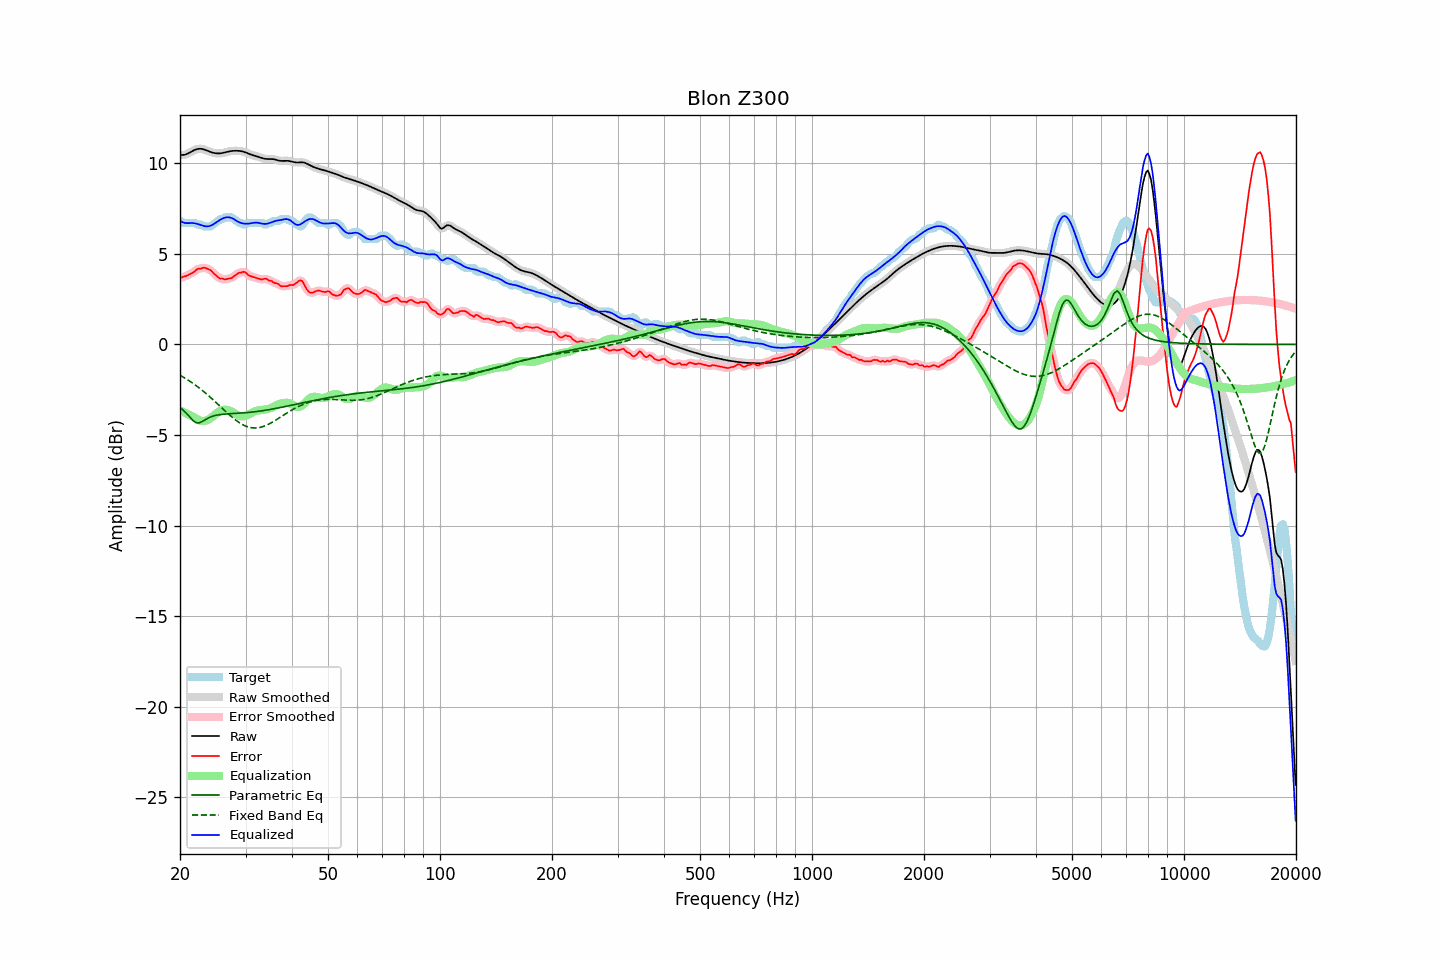 Blon Z300
Amplitude (dBr)
10
5
0
−5
−10
−15
−20
−25
Target
Raw Smoothed
Error Smoothed
Raw
Error
Equalization
Parametric Eq
Fixed Band Eq
Equalized
20 50 100 200 500 1000 2000 5000 10000 20000
Frequency (Hz)